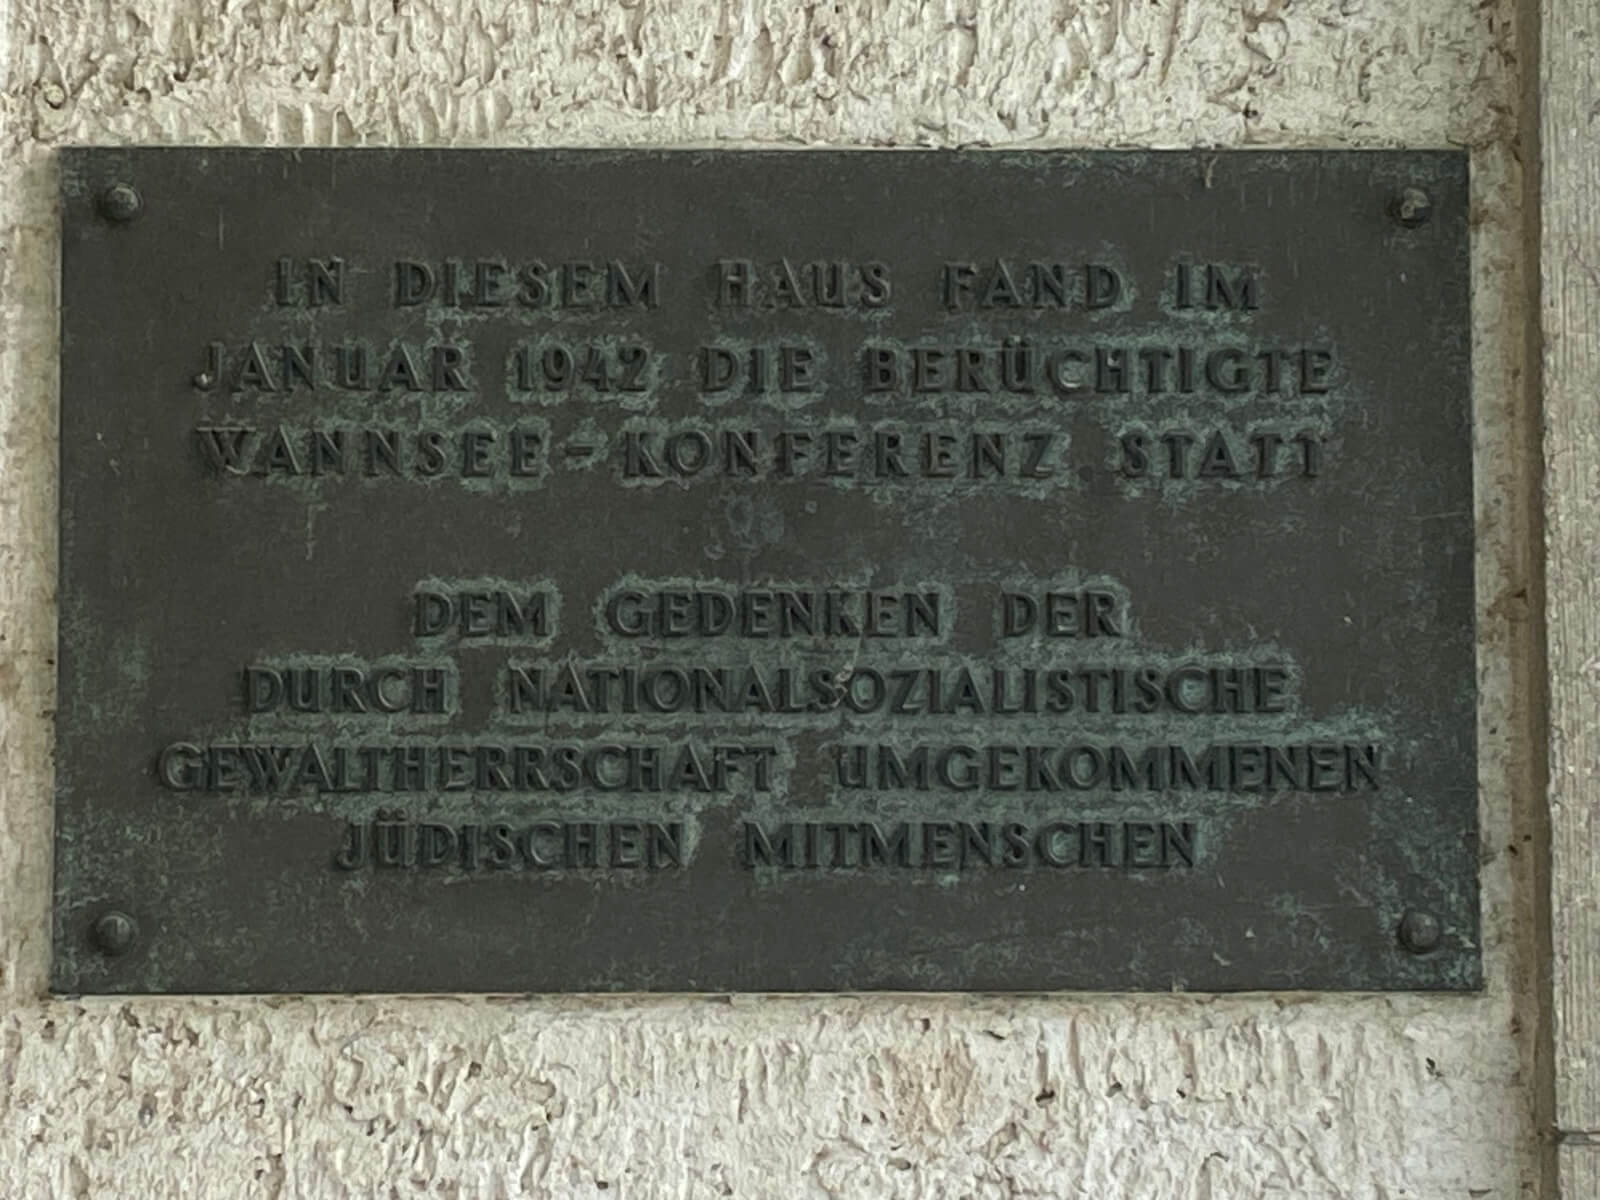 IN DIESEM HAUS FAND IM
JANUAR 1942 DIE BERÜCHTIGTE
WANNSEE-KONFERENZ STATT
DEM GEDENKEN DER
DURCH NATIONALSOZIALISTISCHE
GEWALTHERRSCHAFT UMGEKOMMENEN
JÜDISCHEN MITMENSCHEN